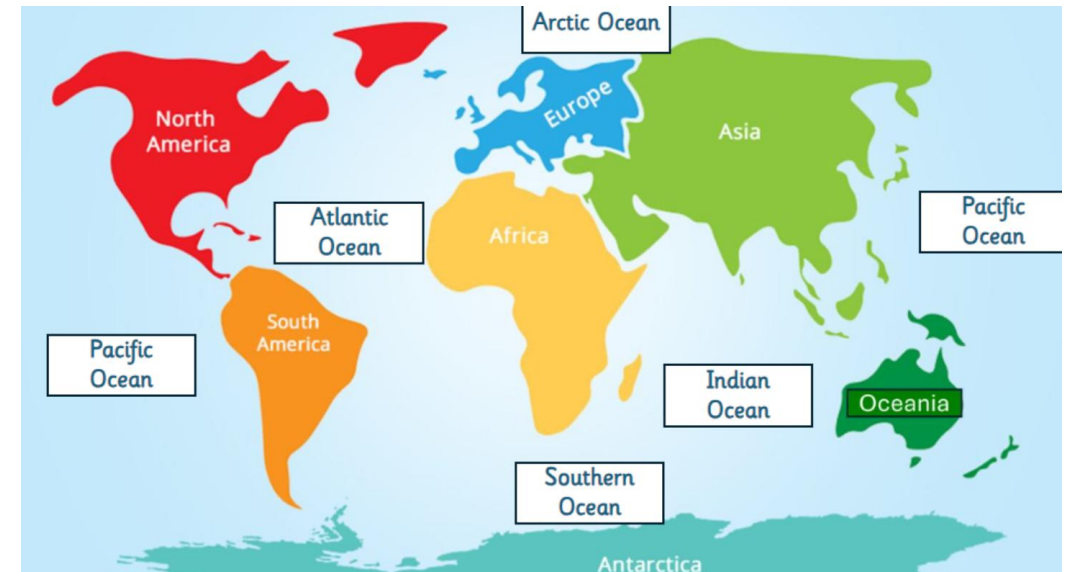 Arctic Ocean
Europe
North
America
Asia
Atlantic
Ocean
Africa
Pacific
Ocean
South
America
Pacific
Ocean
Indian
Ocean
Oceania
Southern
Ocean
Antarctica